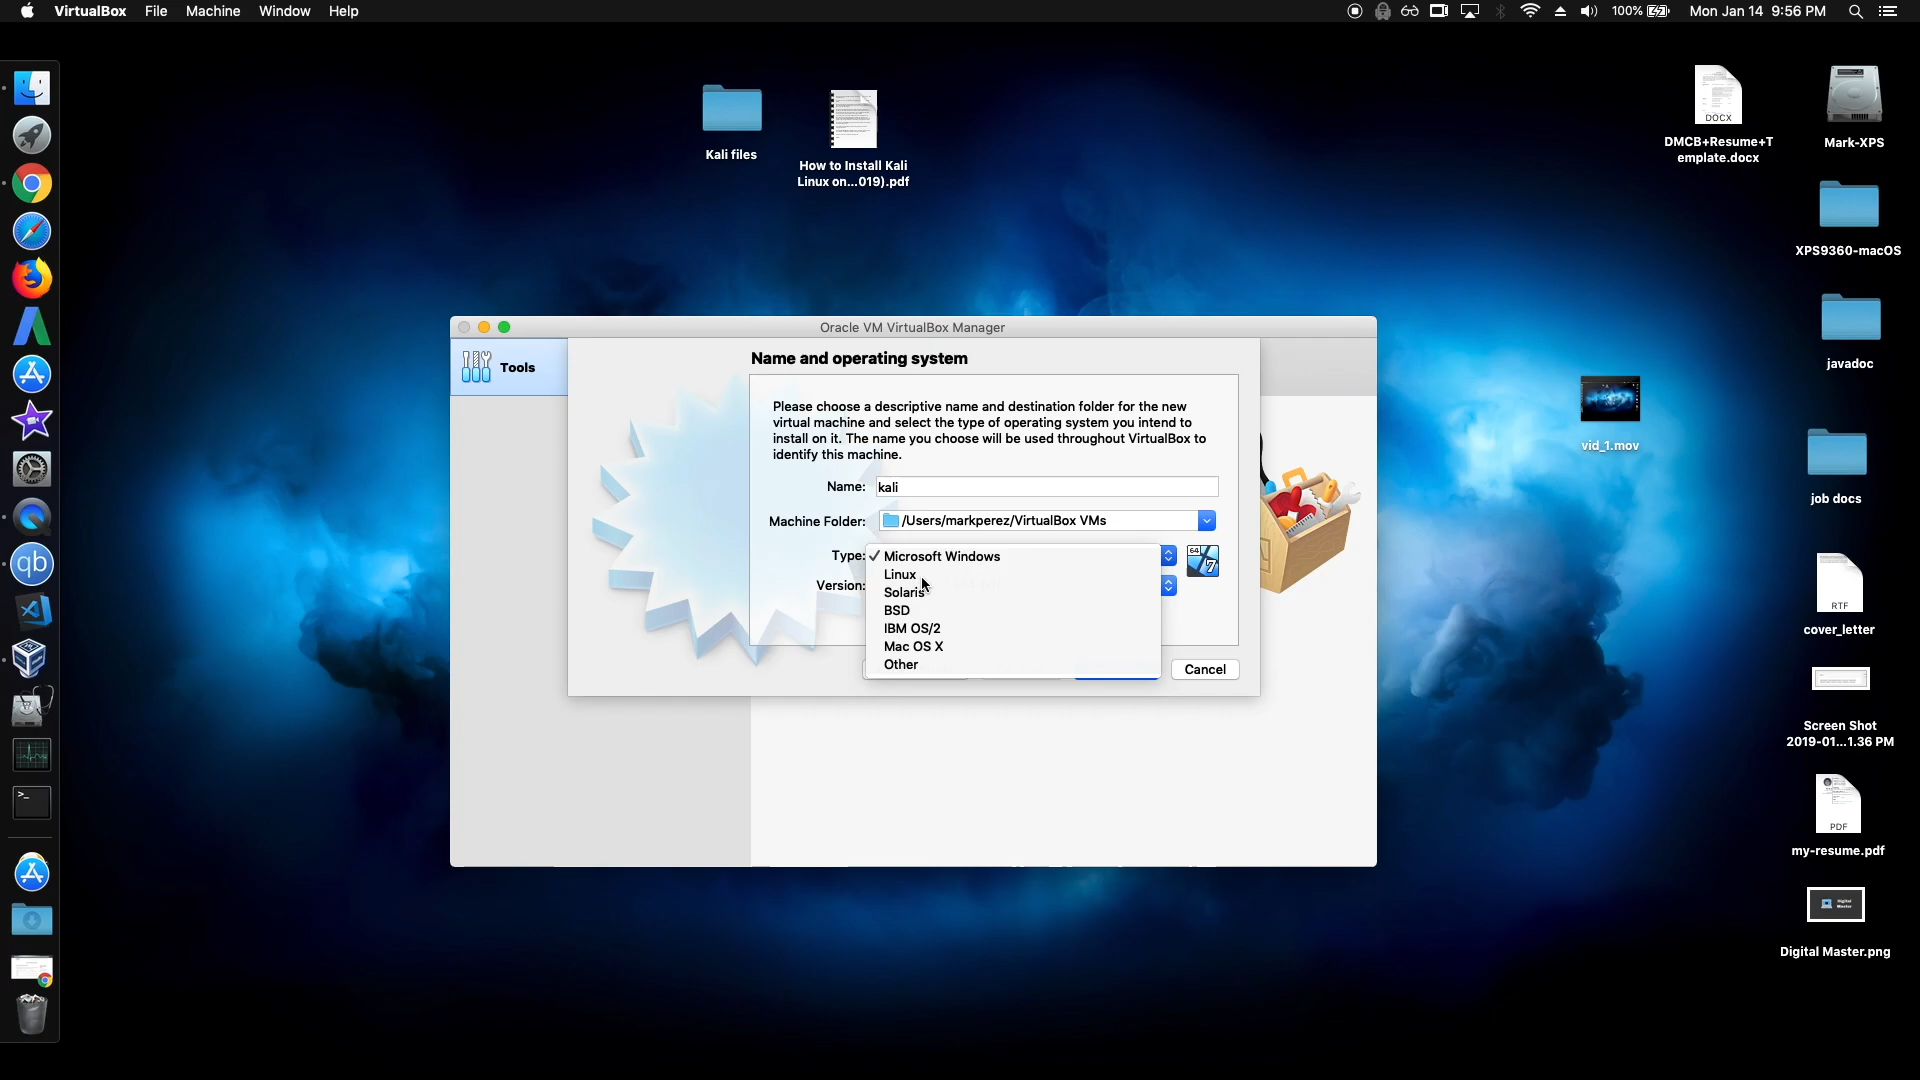 VirtualBox File Machine Window Help
100% Mon Jan 14 9:56 PM
Kali files
How to Install Kali
Linux on...019).pdf
DOCX
DMCB+Resume+T
emplate.docx
Mark-XPS
XPS9360-macOS
javadoc
vid_1.mov
job docs
RTF
cover_letter
Screen Shot
2019-01...1.36 PM
PDF
my-resume.pdf
Digital
Master
Digital Master.png
Oracle VM VirtualBox Manager
Tools
Name and operating system
Please choose a descriptive name and destination folder for the new
virtual machine and select the type of operating system you intend to
install on it. The name you choose will be used throughout VirtualBox to
identify this machine.
Name: kali
Machine Folder: /Users/markperez/VirtualBox VMs
Type: ✓ Microsoft Windows
64
7
Linux
Version:
Solaris
BSD
IBM OS/2
Mac OS X
Other
Cancel
qb
>_